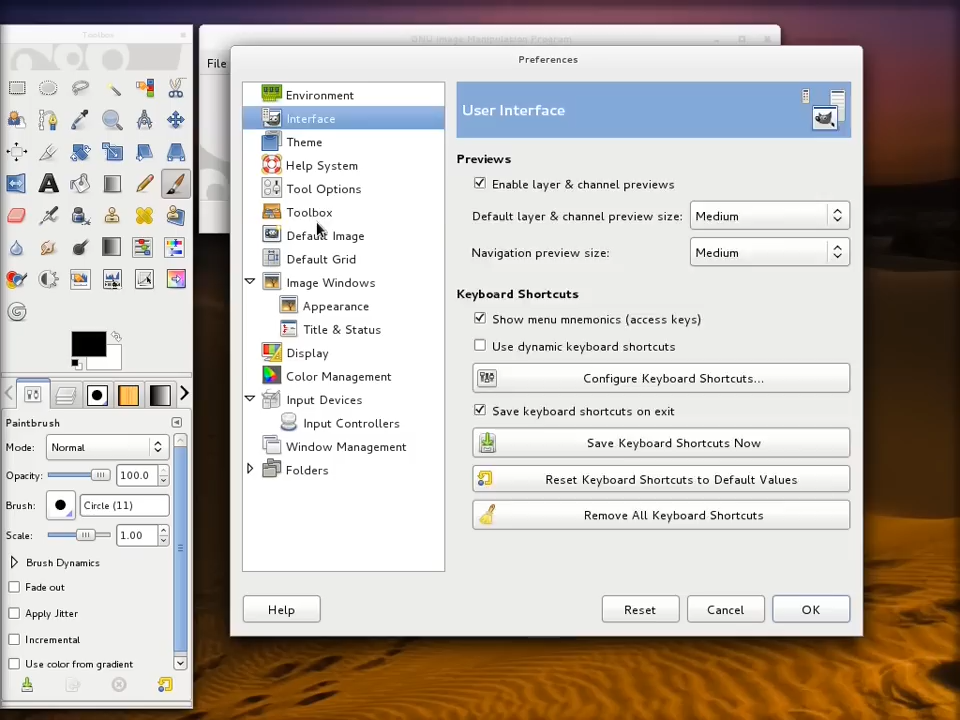 Toolbox
GNU Image Manipulation Program
File
Preferences
Environment
Interface
Theme
Help System
Tool Options
Toolbox
Default Image
Default Grid
Image Windows
Appearance
Title & Status
Display
Color Management
Input Devices
Input Controllers
Window Management
Folders
User Interface
Previews
Enable layer & channel previews
Default layer & channel preview size: Medium
Navigation preview size: Medium
Keyboard Shortcuts
Show menu mnemonics (access keys)
Use dynamic keyboard shortcuts
Configure Keyboard Shortcuts...
Save keyboard shortcuts on exit
Save Keyboard Shortcuts Now
Reset Keyboard Shortcuts to Default Values
Remove All Keyboard Shortcuts
Help Reset Cancel OK
Paintbrush
Mode: Normal
Opacity: 100.0
Brush: Circle (11)
Scale: 1.00
Brush Dynamics
Fade out
Apply Jitter
Incremental
Use color from gradient